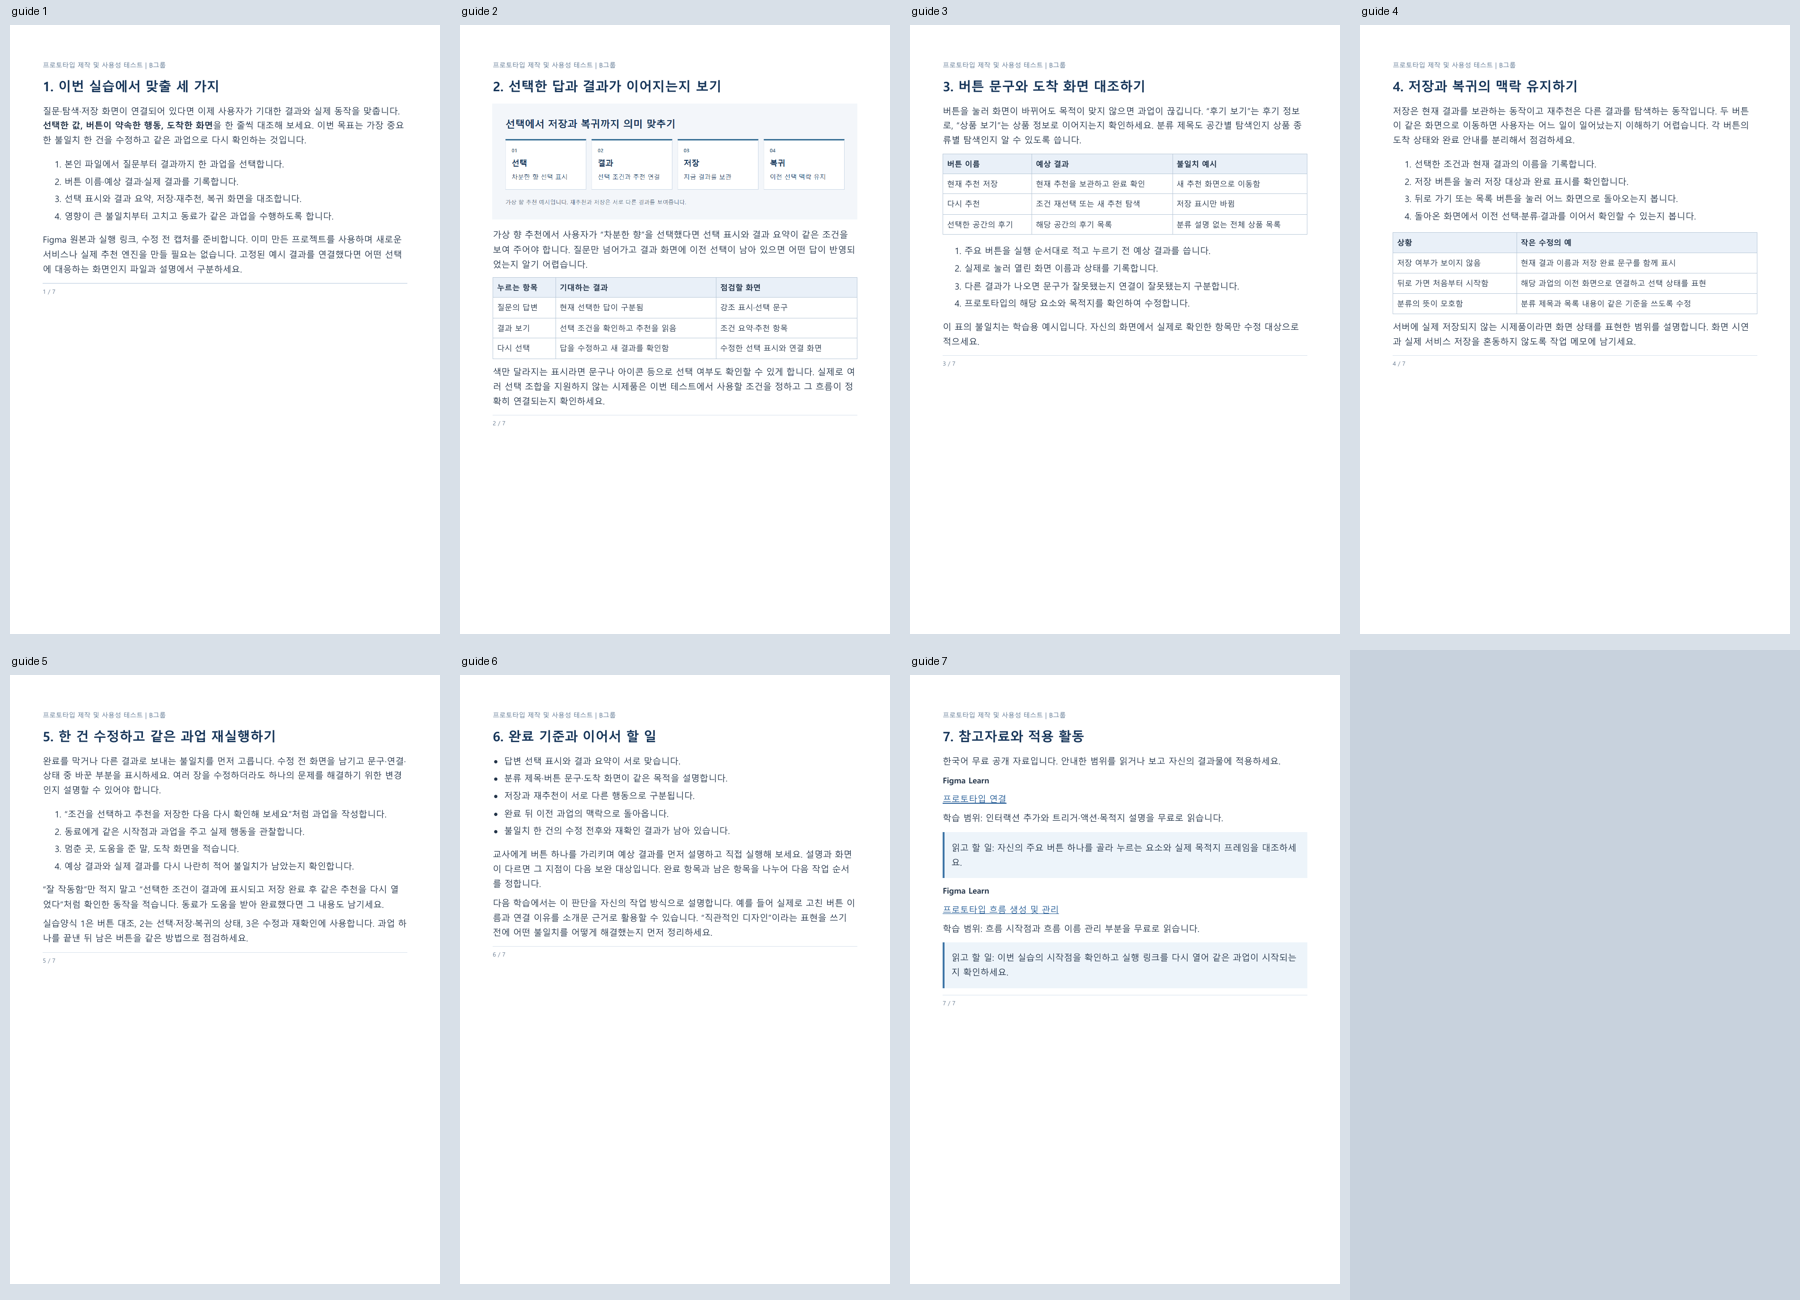 guide 1
프로토타입 제작 및 사용성 테스트 | B그룹
1. 이번 실습에서 맞출 세 가지
질문·탐색·저장 화면이 연결되어 있다면 이제 사용자가 기대한 결과와 실제 동작을 맞춥니다.
선택한 값, 버튼이 약속한 행동, 도착한 화면을 한 줄씩 대조해 보세요. 이번 목표는 가장 중요
한 불일치 한 건을 수정하고 같은 과업으로 다시 확인하는 것입니다.
1. 본인 파일에서 질문부터 결과까지 한 과업을 선택합니다.
2. 버튼 이름·예상 결과·실제 결과를 기록합니다.
3. 선택 표시와 결과 요약, 저장·재추천, 복귀 화면을 대조합니다.
4. 영향이 큰 불일치부터 고치고 동료가 같은 과업을 수행하도록 합니다.
Figma 원본과 실행 링크, 수정 전 캡처를 준비합니다. 이미 만든 프로젝트를 사용하며 새로운
서비스나 실제 추천 엔진을 만들 필요는 없습니다. 고정된 예시 결과를 연결했다면 어떤 선택
에 대응하는 화면인지 파일과 설명에서 구분하세요.
1 / 7
guide 2
프로토타입 제작 및 사용성 테스트 | B그룹
2. 선택한 답과 결과가 이어지는지 보기
선택에서 저장과 복귀까지 의미 맞추기
01
선택
차분한 향 선택 표시
02
결과
선택 조건과 추천 연결
03
저장
지금 결과를 보관
04
복귀
이전 선택 맥락 유지
가상 향 추천 예시입니다. 재추천과 저장은 서로 다른 결과를 보여줍니다.
가상 향 추천에서 사용자가 “차분한 향”을 선택했다면 선택 표시와 결과 요약이 같은 조건을
보여 주어야 합니다. 질문만 넘어가고 결과 화면에 이전 선택이 남아 있으면 어떤 답이 반영되
었는지 알기 어렵습니다.
누르는 항목 기대하는 결과 점검할 화면
질문의 답변 현재 선택한 답이 구분됨 강조 표시·선택 문구
결과 보기 선택 조건을 확인하고 추천을 읽음 조건 요약·추천 항목
다시 선택 답을 수정하고 새 결과를 확인함 수정한 선택 표시와 연결 화면
색만 달라지는 표시라면 문구나 아이콘 등으로 선택 여부도 확인할 수 있게 합니다. 실제로 여
러 선택 조합을 지원하지 않는 시제품은 이번 테스트에서 사용할 조건을 정하고 그 흐름이 정
확히 연결되는지 확인하세요.
2 / 7
guide 3
프로토타입 제작 및 사용성 테스트 | B그룹
3. 버튼 문구와 도착 화면 대조하기
버튼을 눌러 화면이 바뀌어도 목적이 맞지 않으면 과업이 끊깁니다. “후기 보기”는 후기 정보
로, “상품 보기”는 상품 정보로 이어지는지 확인하세요. 분류 제목도 공간별 탐색인지 상품 종
류별 탐색인지 알 수 있도록 씁니다.
버튼 이름 예상 결과 불일치 예시
현재 추천 저장 현재 추천을 보관하고 완료 확인 새 추천 화면으로 이동함
다시 추천 조건 재선택 또는 새 추천 탐색 저장 표시만 바뀜
선택한 공간의 후기 해당 공간의 후기 목록 분류 설명 없는 전체 상품 목록
1. 주요 버튼을 실행 순서대로 적고 누르기 전 예상 결과를 씁니다.
2. 실제로 눌러 열린 화면 이름과 상태를 기록합니다.
3. 다른 결과가 나오면 문구가 잘못됐는지 연결이 잘못됐는지 구분합니다.
4. 프로토타입의 해당 요소와 목적지를 확인하여 수정합니다.
이 표의 불일치는 학습용 예시입니다. 자신의 화면에서 실제로 확인한 항목만 수정 대상으로
적으세요.
3 / 7
guide 4
프로토타입 제작 및 사용성 테스트 | B그룹
4. 저장과 복귀의 맥락 유지하기
저장은 현재 결과를 보관하는 동작이고 재추천은 다른 결과를 탐색하는 동작입니다. 두 버튼
이 같은 화면으로 이동하면 사용자는 어느 일이 일어났는지 이해하기 어렵습니다. 각 버튼의
도착 상태와 완료 안내를 분리해서 점검하세요.
1. 선택한 조건과 현재 결과의 이름을 기록합니다.
2. 저장 버튼을 눌러 저장 대상과 완료 표시를 확인합니다.
3. 뒤로 가기 또는 목록 버튼을 눌러 어느 화면으로 돌아오는지 봅니다.
4. 돌아온 화면에서 이전 선택·분류·결과를 이어서 확인할 수 있는지 봅니다.
상황 작은 수정의 예
저장 여부가 보이지 않음 현재 결과 이름과 저장 완료 문구를 함께 표시
뒤로 가면 처음부터 시작함 해당 과업의 이전 화면으로 연결하고 선택 상태를 표현
분류의 뜻이 모호함 분류 제목과 목록 내용이 같은 기준을 쓰도록 수정
서버에 실제 저장되지 않는 시제품이라면 화면 상태를 표현한 범위를 설명합니다. 화면 시연
과 실제 서비스 저장을 혼동하지 않도록 작업 메모에 남기세요.
4 / 7
guide 5
프로토타입 제작 및 사용성 테스트 | B그룹
5. 한 건 수정하고 같은 과업 재실행하기
완료를 막거나 다른 결과로 보내는 불일치를 먼저 고릅니다. 수정 전 화면을 남기고 문구·연결·
상태 중 바꾼 부분을 표시하세요. 여러 장을 수정하더라도 하나의 문제를 해결하기 위한 변경
인지 설명할 수 있어야 합니다.
1. “조건을 선택하고 추천을 저장한 다음 다시 확인해 보세요”처럼 과업을 작성합니다.
2. 동료에게 같은 시작점과 과업을 주고 실제 행동을 관찰합니다.
3. 멈춘 곳, 도움을 준 말, 도착 화면을 적습니다.
4. 예상 결과와 실제 결과를 다시 나란히 적어 불일치가 남았는지 확인합니다.
“잘 작동함”만 적지 말고 “선택한 조건이 결과에 표시되고 저장 완료 후 같은 추천을 다시 열
었다”처럼 확인한 동작을 적습니다. 동료가 도움을 받아 완료했다면 그 내용도 남기세요.
실습양식 1은 버튼 대조, 2는 선택·저장·복귀의 상태, 3은 수정과 재확인에 사용합니다. 과업 하
나를 끝낸 뒤 남은 버튼을 같은 방법으로 점검하세요.
5 / 7
guide 6
프로토타입 제작 및 사용성 테스트 | B그룹
6. 완료 기준과 이어서 할 일
• 답변 선택 표시와 결과 요약이 서로 맞습니다.
• 분류 제목·버튼 문구·도착 화면이 같은 목적을 설명합니다.
• 저장과 재추천이 서로 다른 행동으로 구분됩니다.
• 완료 뒤 이전 과업의 맥락으로 돌아옵니다.
• 불일치 한 건의 수정 전후와 재확인 결과가 남아 있습니다.
교사에게 버튼 하나를 가리키며 예상 결과를 먼저 설명하고 직접 실행해 보세요. 설명과 화면
이 다르면 그 지점이 다음 보완 대상입니다. 완료 항목과 남은 항목을 나누어 다음 작업 순서
를 정합니다.
다음 학습에서는 이 판단을 자신의 작업 방식으로 설명합니다. 예를 들어 실제로 고친 버튼 이
름과 연결 이유를 소개문 근거로 활용할 수 있습니다. “직관적인 디자인”이라는 표현을 쓰기
전에 어떤 불일치를 어떻게 해결했는지 먼저 정리하세요.
6 / 7
guide 7
프로토타입 제작 및 사용성 테스트 | B그룹
7. 참고자료와 적용 활동
한국어 무료 공개 자료입니다. 안내한 범위를 읽거나 보고 자신의 결과물에 적용하세요.
Figma Learn
프로토타입 연결
학습 범위: 인터랙션 추가와 트리거·액션·목적지 설명을 무료로 읽습니다.
읽고 할 일: 자신의 주요 버튼 하나를 골라 누르는 요소와 실제 목적지 프레임을 대조하세
요.
Figma Learn
프로토타입 흐름 생성 및 관리
학습 범위: 흐름 시작점과 흐름 이름 관리 부분을 무료로 읽습니다.
읽고 할 일: 이번 실습의 시작점을 확인하고 실행 링크를 다시 열어 같은 과업이 시작되는
지 확인하세요.
7 / 7